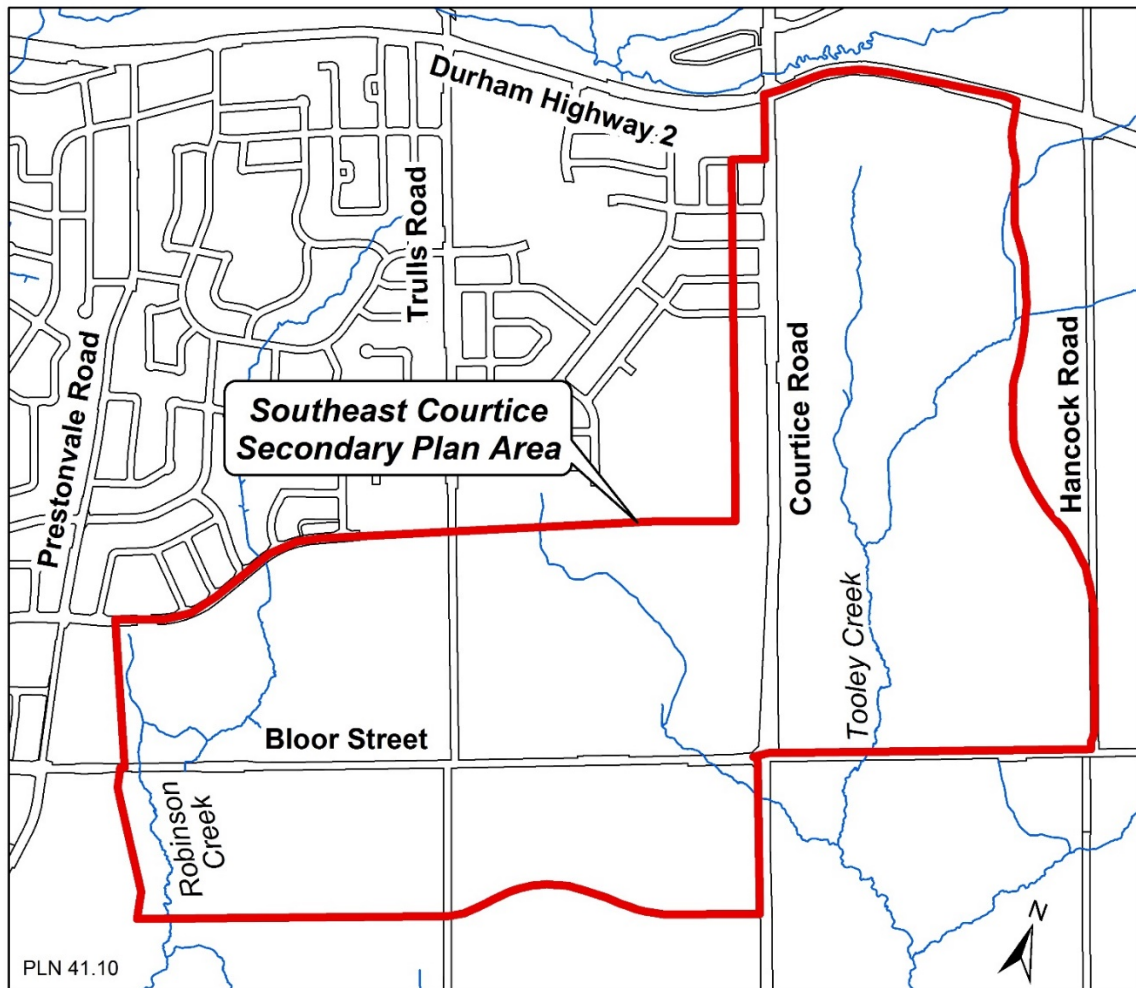 Durham Highway 2
Trulls Road
Prestonvale Road
Southeast Courtice
Secondary Plan Area
Courtice Road
Hancock Road
Tooley Creek
Bloor Street
Robinson
Creek
N
PLN 41.10